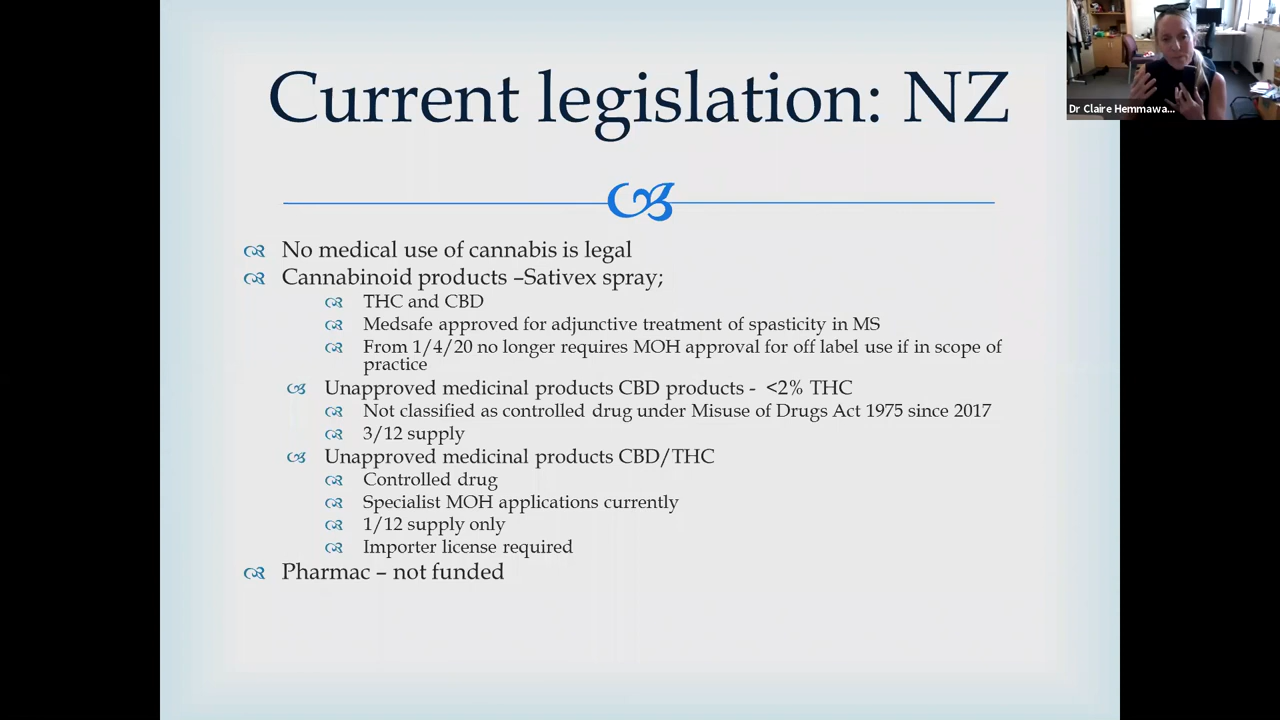 Current legislation: NZ
Dr Claire Hemmawa...
No medical use of cannabis is legal
Cannabinoid products –Sativex spray;
THC and CBD
Medsafe approved for adjunctive treatment of spasticity in MS
From 1/4/20 no longer requires MOH approval for off label use if in scope of
practice
Unapproved medicinal products CBD products - <2% THC
Not classified as controlled drug under Misuse of Drugs Act 1975 since 2017
3/12 supply
Unapproved medicinal products CBD/THC
Controlled drug
Specialist MOH applications currently
1/12 supply only
Importer license required
Pharmac – not funded